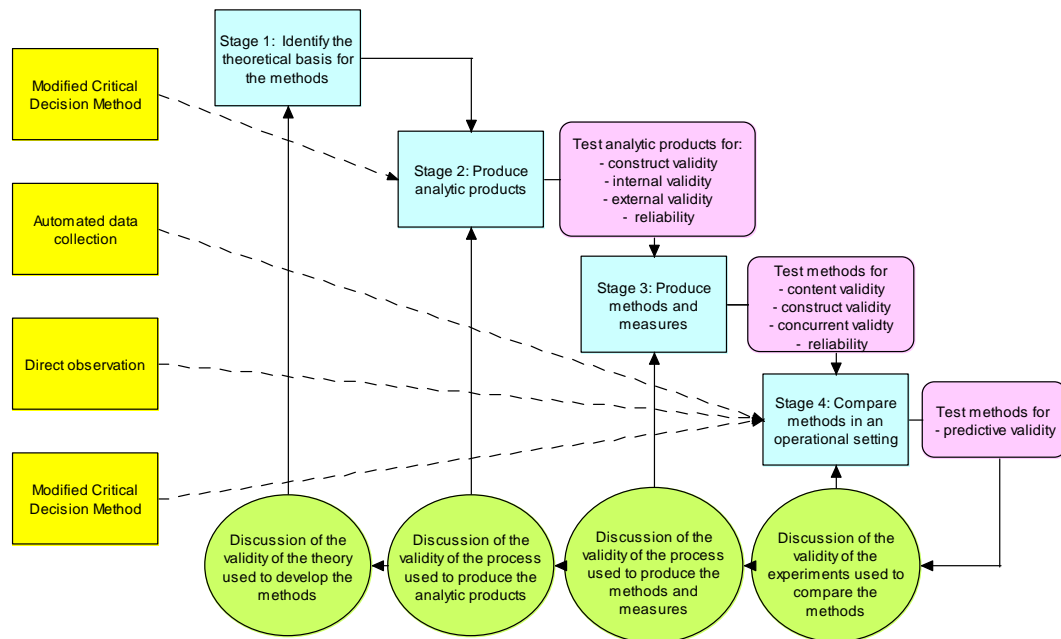 Stage 1: Identify the
theoretical basis for
the methods
Modified Critical
Decision Method
Stage 2: Produce
analytic products
Test analytic products for:
- construct validity
- internal validity
- external validity
- reliability
Automated data
collection
Stage 3: Produce
methods and
measures
Test methods for
- content validity
- construct validity
- concurrent validty
- reliability
Direct observation
Stage 4: Compare
methods in an
operational setting
Test methods for
- predictive validity
Modified Critical
Decision Method
Discussion of the
validity of the theory
used to develop the
methods
Discussion of the
validity of the process
used to produce the
analytic products
Discussion of the
validity of the process
used to produce the
methods and
measures
Discussion of the
validity of the
experiments used to
compare the
methods